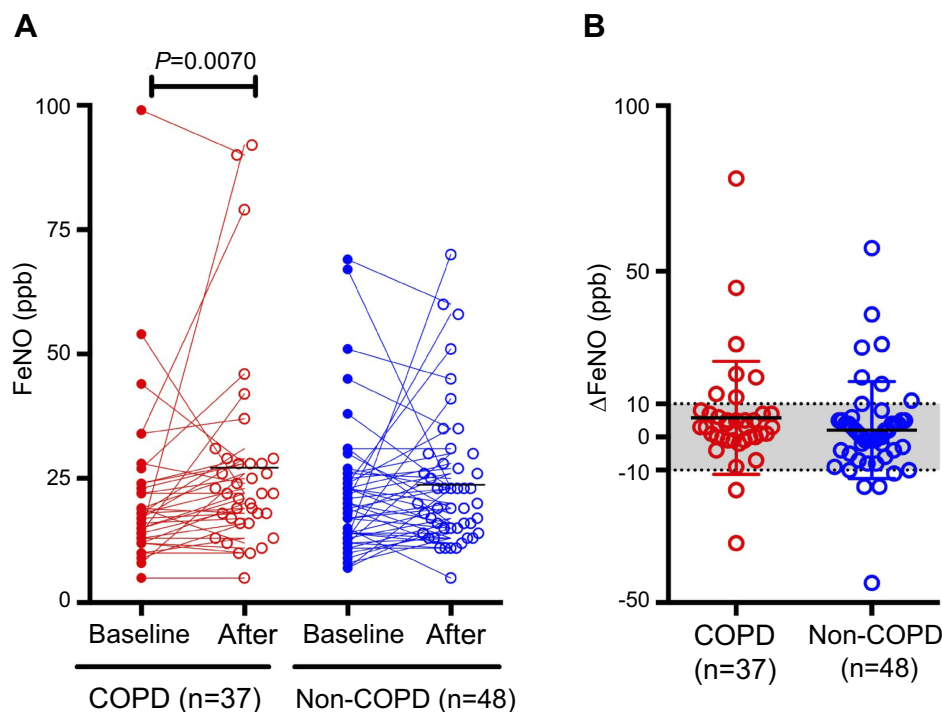 A
P=0.0070
FeNO (ppb)
100
75
50
25
0
Baseline After Baseline After
COPD (n=37) Non-COPD (n=48)
B
ΔFeNO (ppb)
100
50
10
0
-10
-50
COPD Non-COPD
(n=37) (n=48)